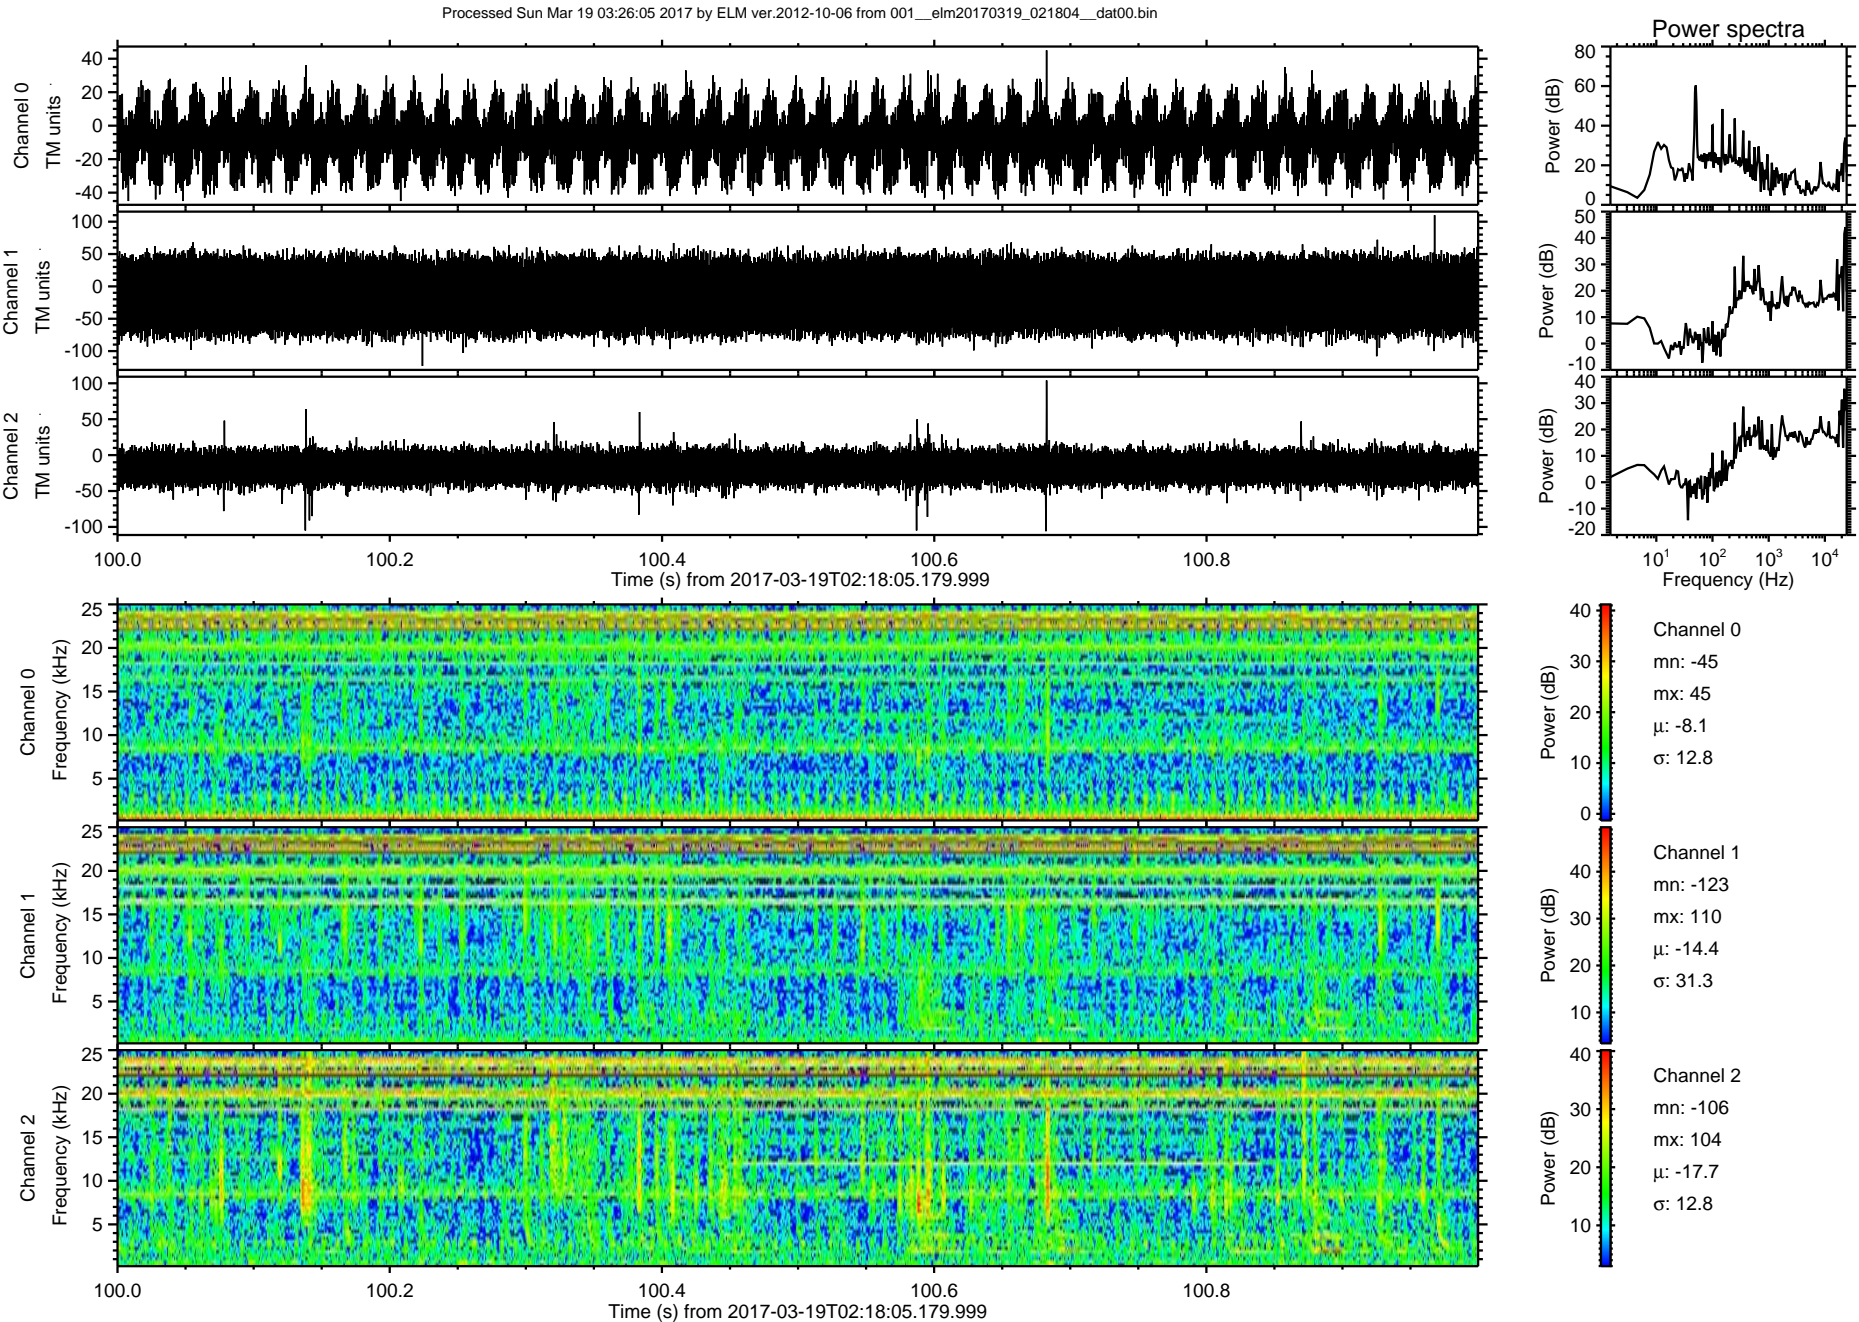 Processed Sun Mar 19 03:26:05 2017 by ELM ver.2012-10-06 from 001__elm20170319_021804__dat00.bin
Power spectra
Channel 0
TM units
40
20
0
-20
-40
Power (dB)
80
60
40
20
0
Channel 1
TM units
100
50
0
-50
-100
Power (dB)
50
40
30
20
10
0
-10
Channel 2
TM units
100
50
0
-50
-100
Power (dB)
40
30
20
10
0
-10
-20
100.0 100.2 100.4 100.6 100.8
Time (s) from 2017-03-19T02:18:05.179.999
10^1 10^2 10^3 10^4
Frequency (Hz)
Channel 0
Frequency (kHz)
25
20
15
10
5
Power (dB)
40
30
20
10
0
Channel 0
mn: -45
mx: 45
μ: -8.1
σ: 12.8
Channel 1
Frequency (kHz)
25
20
15
10
5
Power (dB)
40
30
20
10
Channel 1
mn: -123
mx: 110
μ: -14.4
σ: 31.3
Channel 2
Frequency (kHz)
25
20
15
10
5
Power (dB)
40
30
20
10
Channel 2
mn: -106
mx: 104
μ: -17.7
σ: 12.8
100.0 100.2 100.4 100.6 100.8
Time (s) from 2017-03-19T02:18:05.179.999